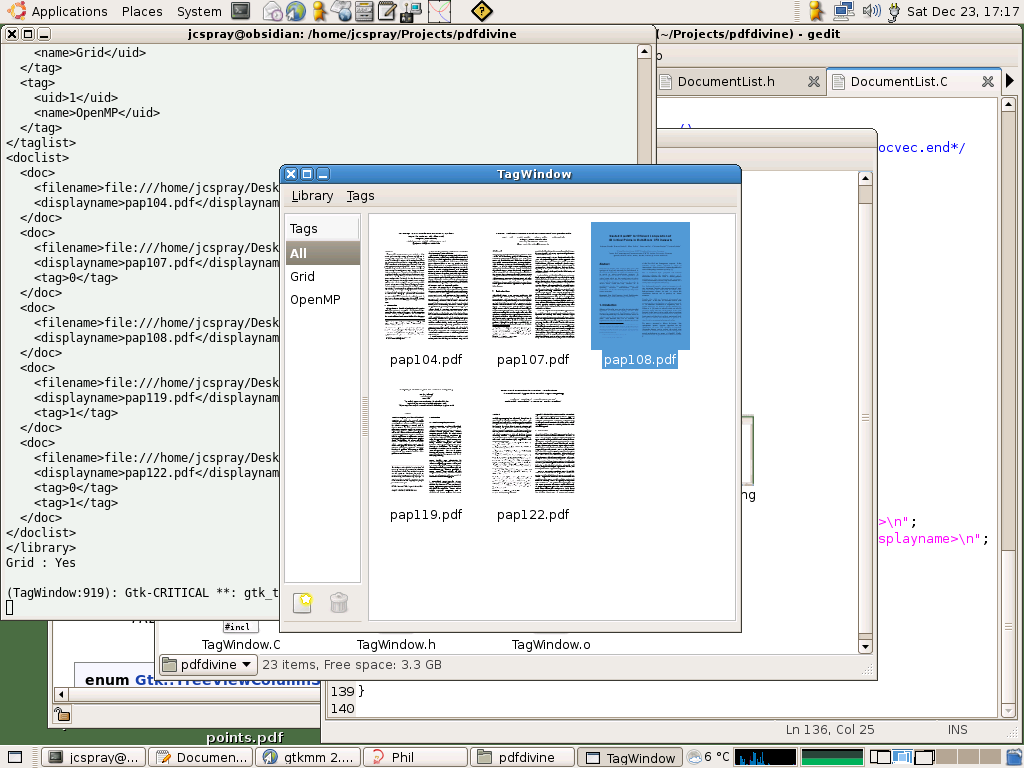 Applications Places System
Sat Dec 23, 17:17
jcspray@obsidian: /home/jcspray/Projects/pdfdivine
(~/Projects/pdfdivine) - gedit
<name>Grid</uid>
</tag>
<tag>
<uid>1</uid>
<name>OpenMP</uid>
</tag>
</taglist>
<doclist>
<doc>
<filename>file:///home/jcspray/Desk
<displayname>pap104.pdf</displaynam
</doc>
<doc>
<filename>file:///home/jcspray/Desk
<displayname>pap107.pdf</displaynam
<tag>0</tag>
</doc>
<doc>
<filename>file:///home/jcspray/Desk
<displayname>pap108.pdf</displaynam
</doc>
<doc>
<filename>file:///home/jcspray/Desk
<displayname>pap119.pdf</displaynam
<tag>1</tag>
</doc>
<doc>
<filename>file:///home/jcspray/Desk
<displayname>pap122.pdf</displaynam
<tag>0</tag>
<tag>1</tag>
</doc>
</doclist>
</library>
Grid : Yes
(TagWindow:919): Gtk-CRITICAL **: gtk_t
DocumentList.h
DocumentList.C
ocvec.end*/
TagWindow
Library Tags
Tags
All
Grid
OpenMP
pap104.pdf
pap107.pdf
pap108.pdf
pap119.pdf
pap122.pdf
ng
>\n";
splayname>\n";
#incl
TagWindow.C
TagWindow.h
TagWindow.o
pdfdivine
23 items, Free space: 3.3 GB
enum Gtk::TreeViewColumnS
139 }
140
Ln 136, Col 25
INS
points.pdf
jcspray@...
Documen...
gtkmm 2....
Phil
pdfdivine
TagWindow
6 °C